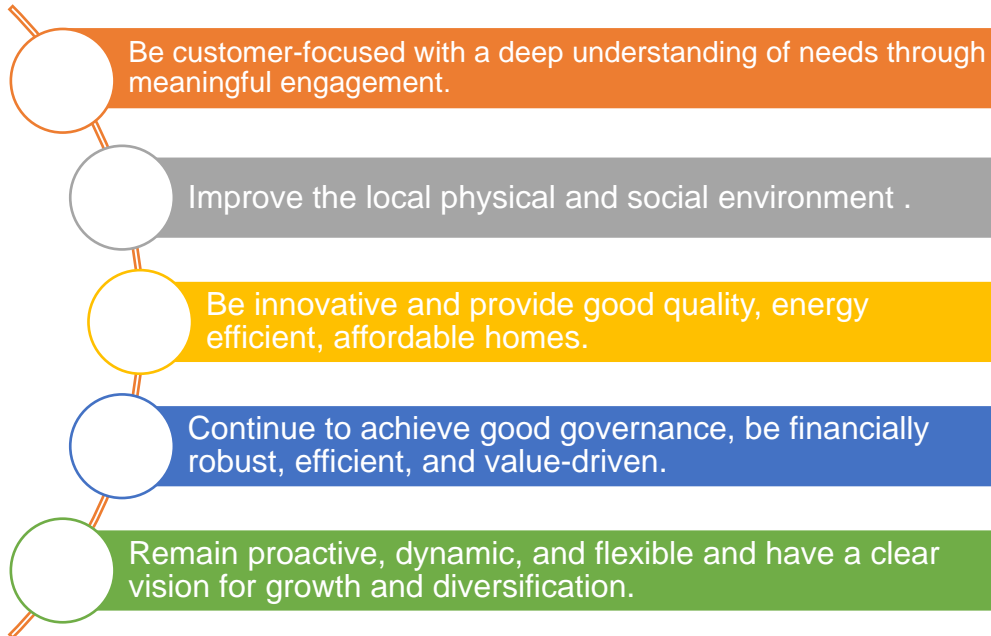 Be customer-focused with a deep understanding of needs through
meaningful engagement.
Improve the local physical and social environment .
Be innovative and provide good quality, energy
efficient, affordable homes.
Continue to achieve good governance, be financially
robust, efficient, and value-driven.
Remain proactive, dynamic, and flexible and have a clear
vision for growth and diversification.